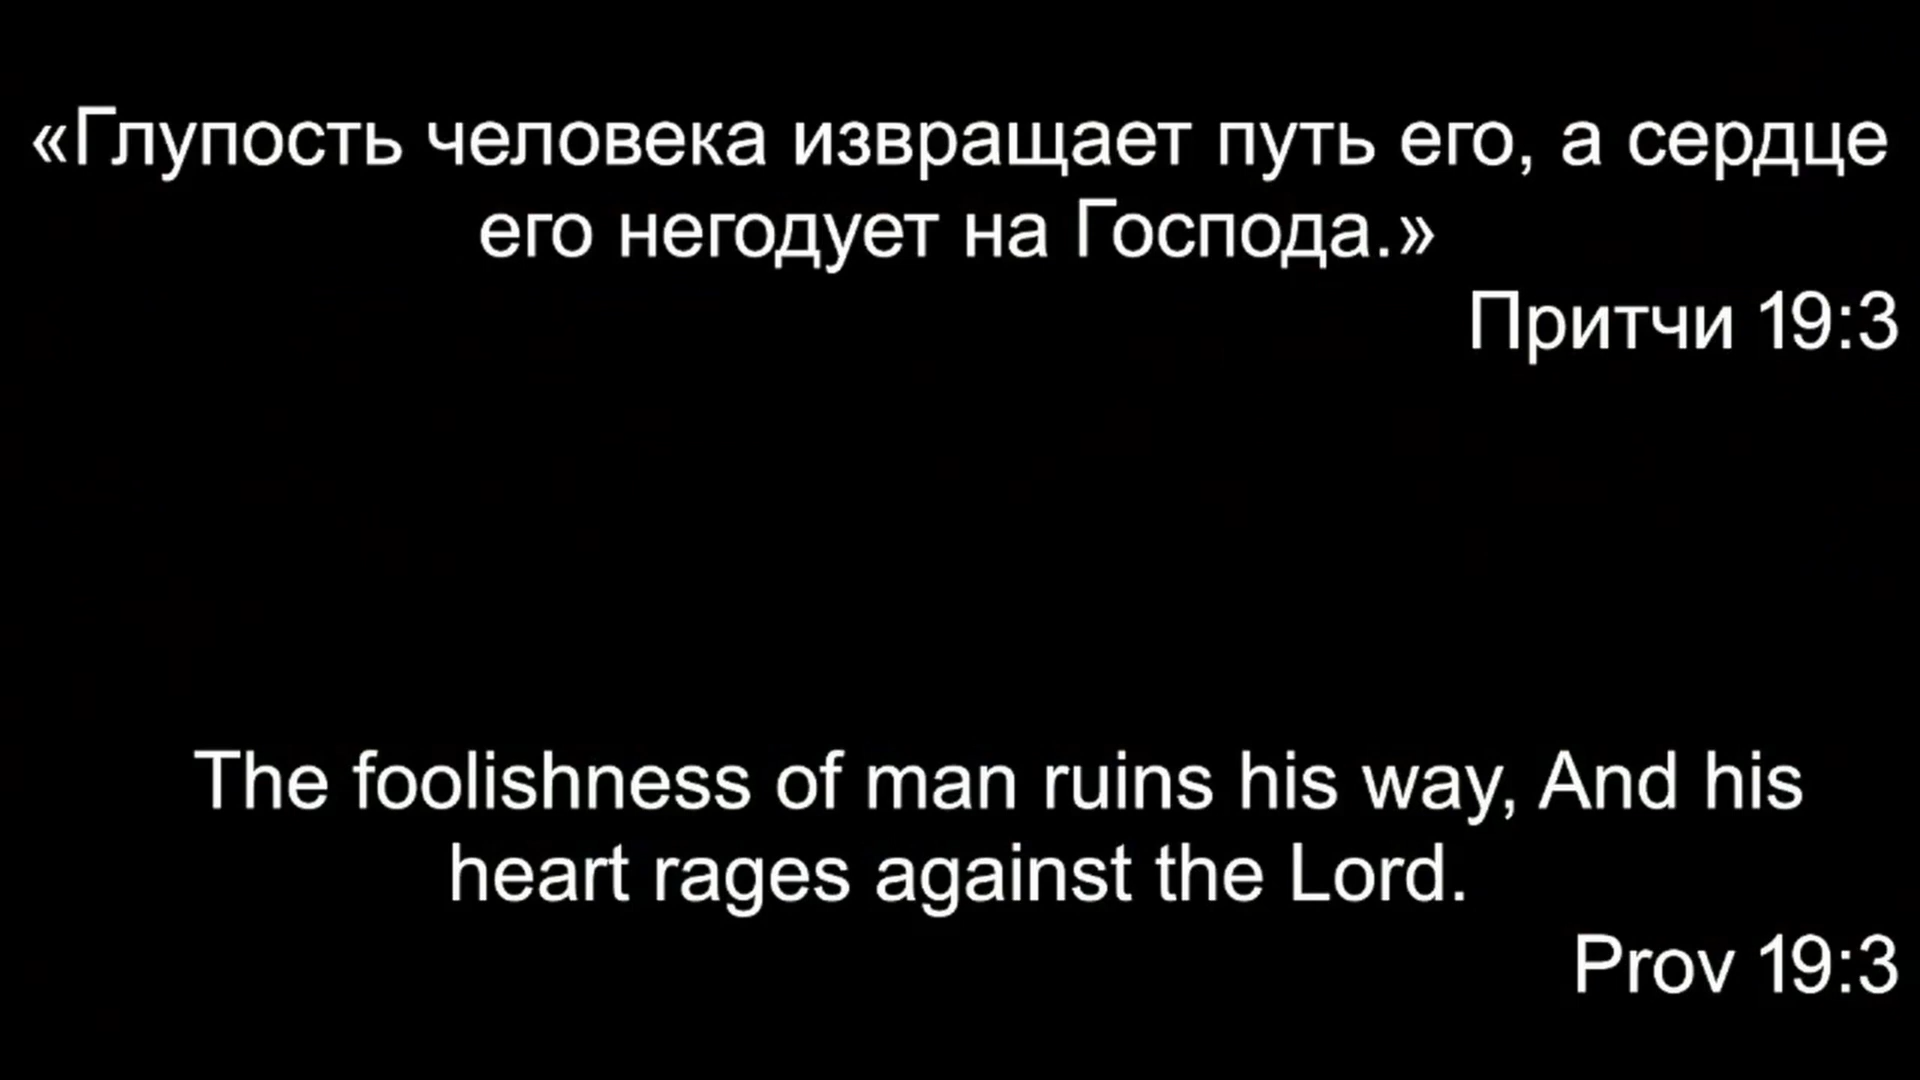 «Глупость человека извращает путь его, а сердце
его негодует на Господа.»
Притчи 19:3
The foolishness of man ruins his way, And his
heart rages against the Lord.
Prov 19:3